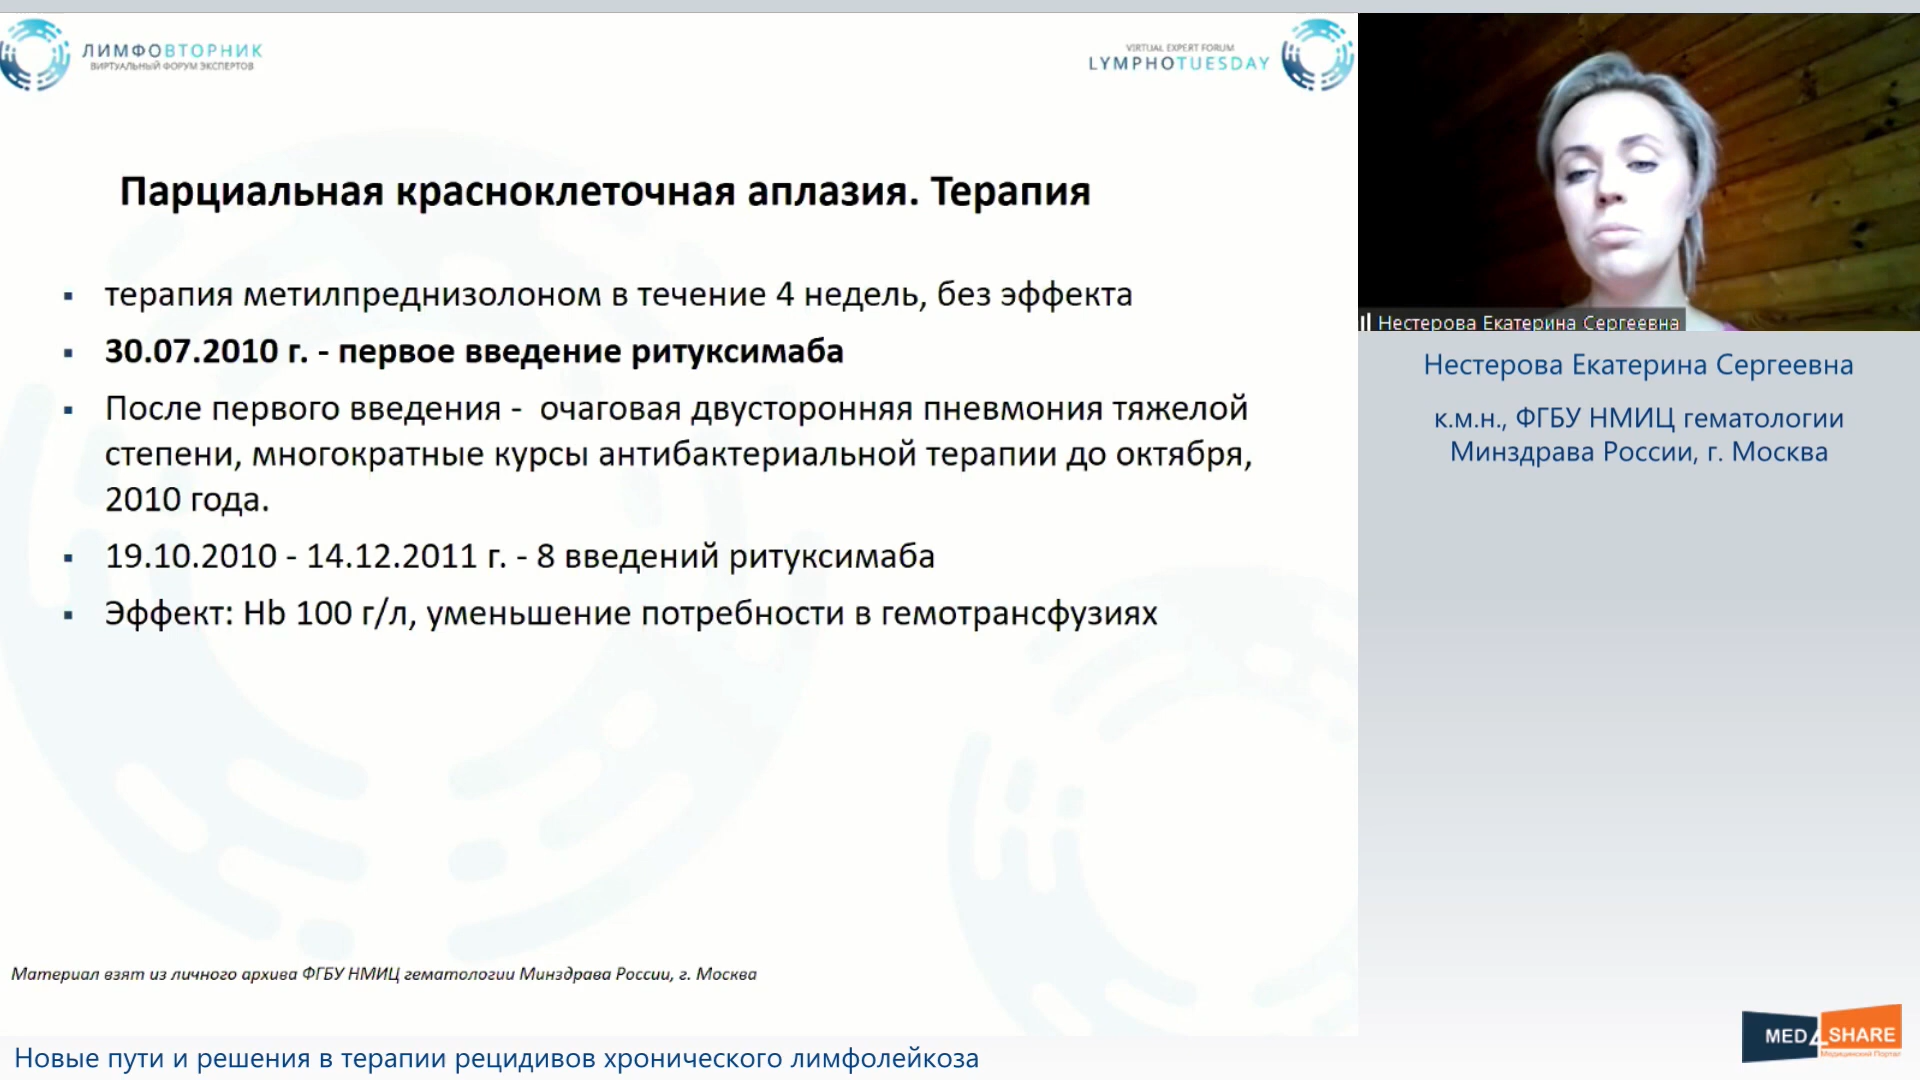 ЛИМФОВТОРНИК
ВИРТУАЛЬНЫЙ ФОРУМ ЭКСПЕРТОВ
VIRTUAL EXPERT FORUM
LYMPHOTUESDAY
Парциальная красноклеточная аплазия. Терапия
▪ терапия метилпреднизолоном в течение 4 недель, без эффекта
▪ 30.07.2010 г. - первое введение ритуксимаба
▪ После первого введения - очаговая двусторонняя пневмония тяжелой
степени, многократные курсы антибактериальной терапии до октября,
2010 года.
▪ 19.10.2010 - 14.12.2011 г. - 8 введений ритуксимаба
▪ Эффект: Hb 100 г/л, уменьшение потребности в гемотрансфузиях
Материал взят из личного архива ФГБУ НМИЦ гематологии Минздрава России, г. Москва
Нестерова Екатерина Сергеевна
Нестерова Екатерина Сергеевна
к.м.н., ФГБУ НМИЦ гематологии
Минздрава России, г. Москва
Новые пути и решения в терапии рецидивов хронического лимфолейкоза
MED4SHARE
Медицинский Портал